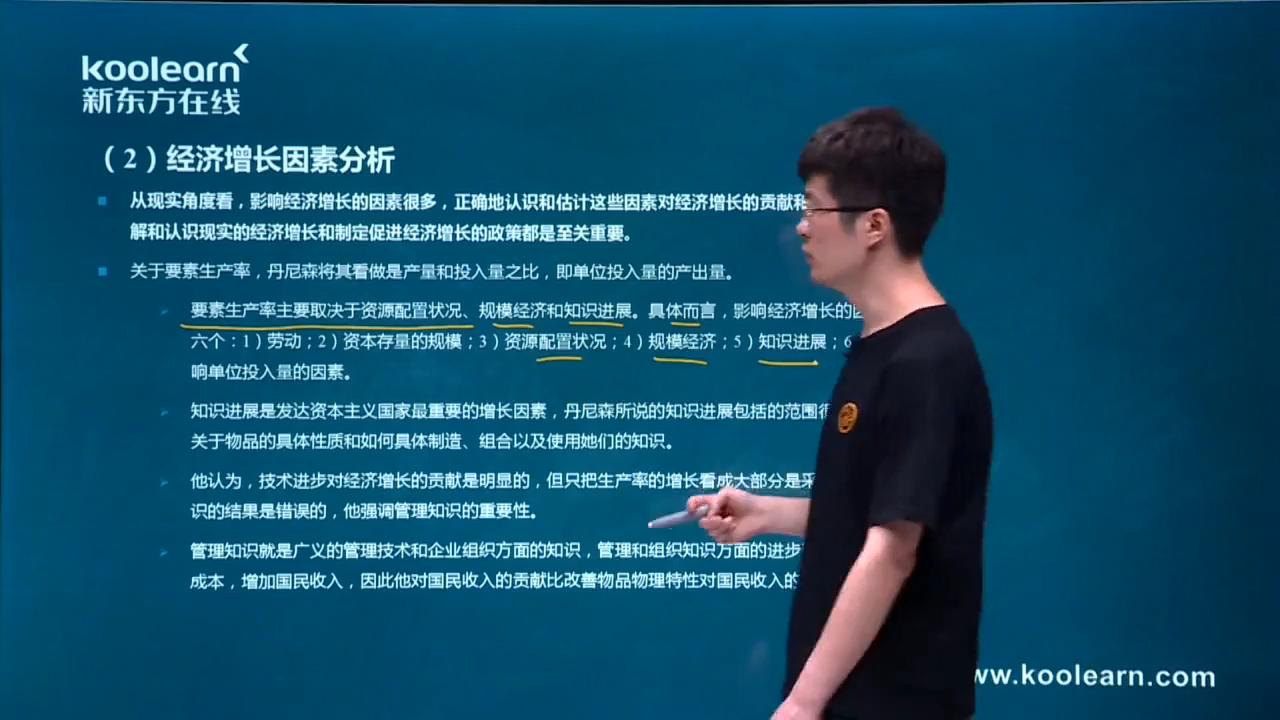 koolearn
新东方在线
（2）经济增长因素分析
从现实角度看，影响经济增长的因素很多，正确地认识和估计这些因素对经济增长的贡献和
解和认识现实的经济增长和制定促进经济增长的政策都是至关重要。
关于要素生产率，丹尼森将其看做是产量和投入量之比，即单位投入量的产出量。
要素生产率主要取决于资源配置状况、规模经济和知识进展。具体而言，影响经济增长的因
六个：1）劳动；2）资本存量的规模；3）资源配置状况；4）规模经济；5）知识进展；6
响单位投入量的因素。
知识进展是发达资本主义国家最重要的增长因素，丹尼森所说的知识进展包括的范围很
关于物品的具体性质和如何具体制造、组合以及使用她们的知识。
他认为，技术进步对经济增长的贡献是明显的，但只把生产率的增长看成大部分是采
识的结果是错误的，他强调管理知识的重要性。
管理知识就是广义的管理技术和企业组织方面的知识，管理和组织知识方面的进步
成本，增加国民收入，因此他对国民收入的贡献比改善物品物理特性对国民收入的
ww.koolearn.com